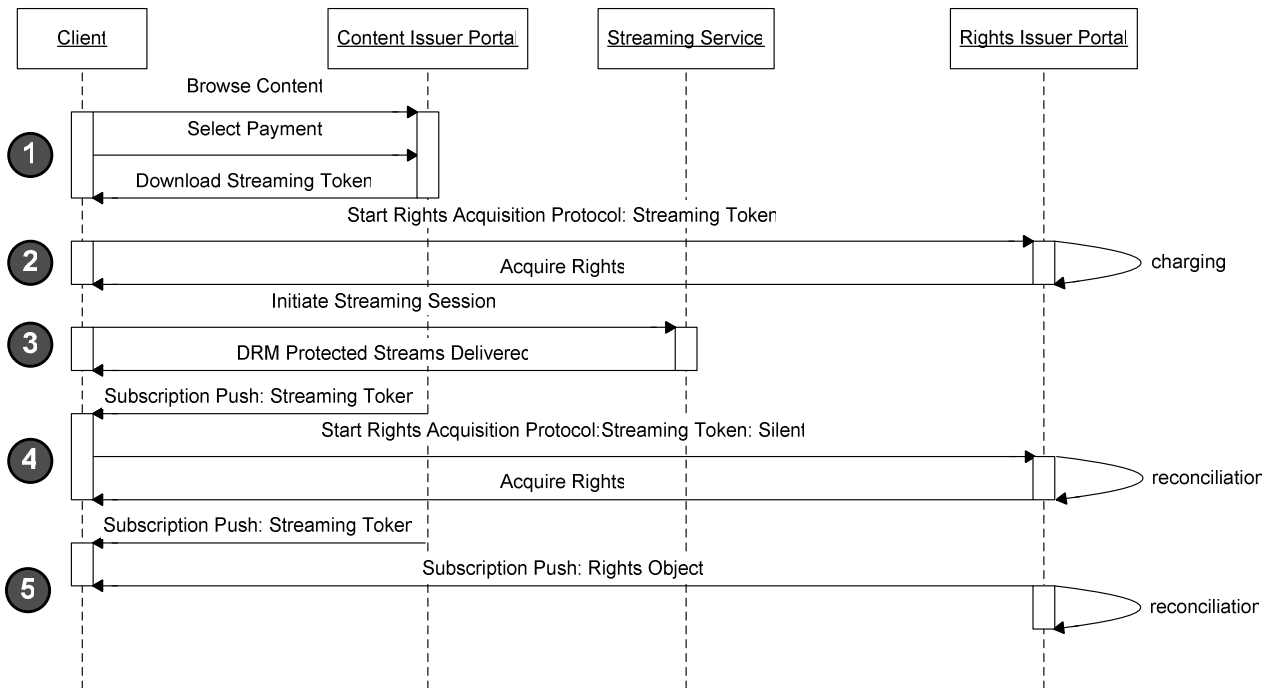 Client
Content Issuer Portal
Streaming Service
Rights Issuer Portal
Browse Content
Select Payment
1
Download Streaming Token
Start Rights Acquisition Protocol: Streaming Token
2
Acquire Rights
charging
Initiate Streaming Session
3
DRM Protected Streams Delivered
Subscription Push: Streaming Token
Start Rights Acquisition Protocol:Streaming Token: Silent
4
Acquire Rights
reconciliation
Subscription Push: Streaming Token
Subscription Push: Rights Object
5
reconciliation